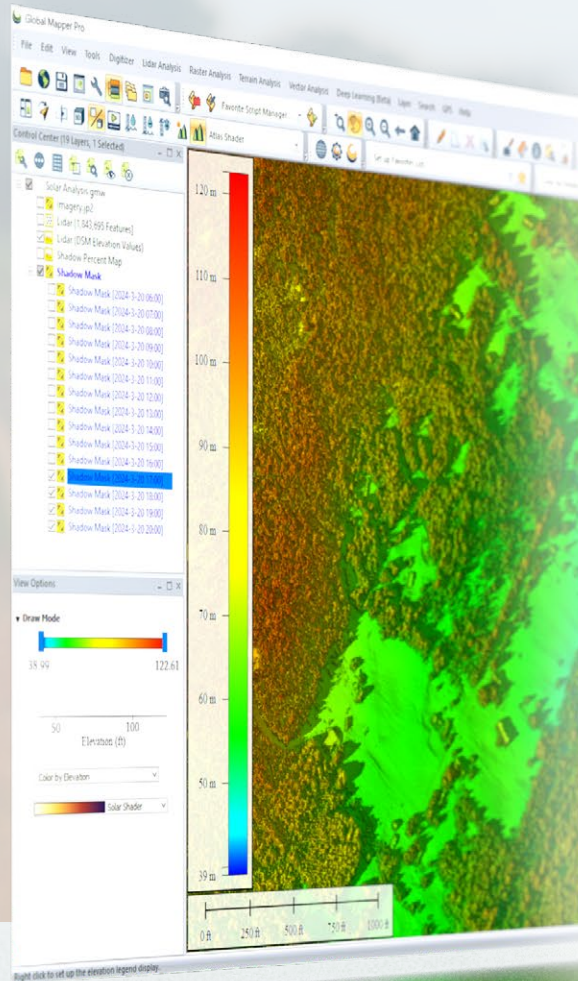 Global Mapper Pro
File Edit View Tools Digitizer Lidar Analysis Raster Analysis Terrain Analysis Vector Analysis Deep Learning (Beta) Layer Search GPS Help
Favorite Script Manager...
Atlas Shader
Set up Favorites List...
Control Center (19 Layers, 1 Selected)
Solar Analysis.gmw
imagery.jp2
Lidar (DSM Elevation Values)
Shadow Percent Map
Shadow Mask
Shadow Mask [2024-3-20 06:00]
Shadow Mask [2024-3-20 07:00]
Shadow Mask [2024-3-20 08:00]
Shadow Mask [2024-3-20 09:00]
Shadow Mask [2024-3-20 10:00]
Shadow Mask [2024-3-20 11:00]
Shadow Mask [2024-3-20 12:00]
Shadow Mask [2024-3-20 13:00]
Shadow Mask [2024-3-20 14:00]
Shadow Mask [2024-3-20 15:00]
Shadow Mask [2024-3-20 16:00]
Shadow Mask [2024-3-20 17:00]
Shadow Mask [2024-3-20 18:00]
Shadow Mask [2024-3-20 19:00]
Shadow Mask [2024-3-20 20:00]
View Options
Draw Mode
38.99 122.61
50 100
Elevation (ft)
Color by Elevation
Solar Shader
120 m
110 m
100 m
90 m
80 m
70 m
60 m
50 m
39 m
0 ft 250 ft 500 ft 750 ft 1000 ft
Right click to set up the elevation legend display.